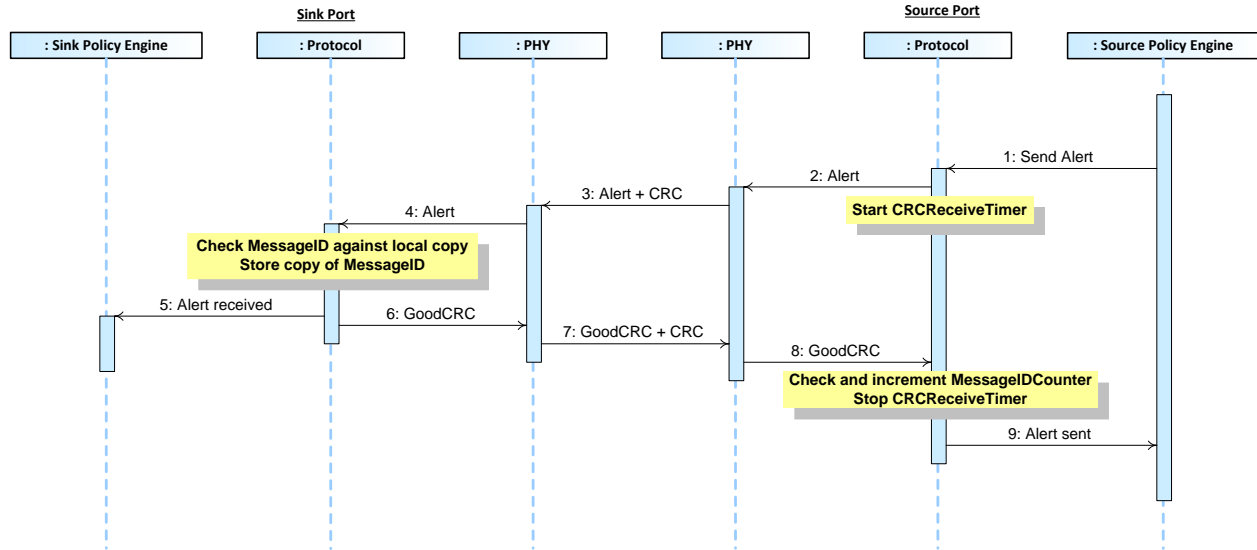 Sink Port
Source Port
: Sink Policy Engine
: Protocol
: PHY
: PHY
: Protocol
: Source Policy Engine
1: Send Alert
2: Alert
3: Alert + CRC
Start CRCReceiveTimer
4: Alert
Check MessageID against local copy
Store copy of MessageID
5: Alert received
6: GoodCRC
7: GoodCRC + CRC
8: GoodCRC
Check and increment MessageIDCounter
Stop CRCReceiveTimer
9: Alert sent